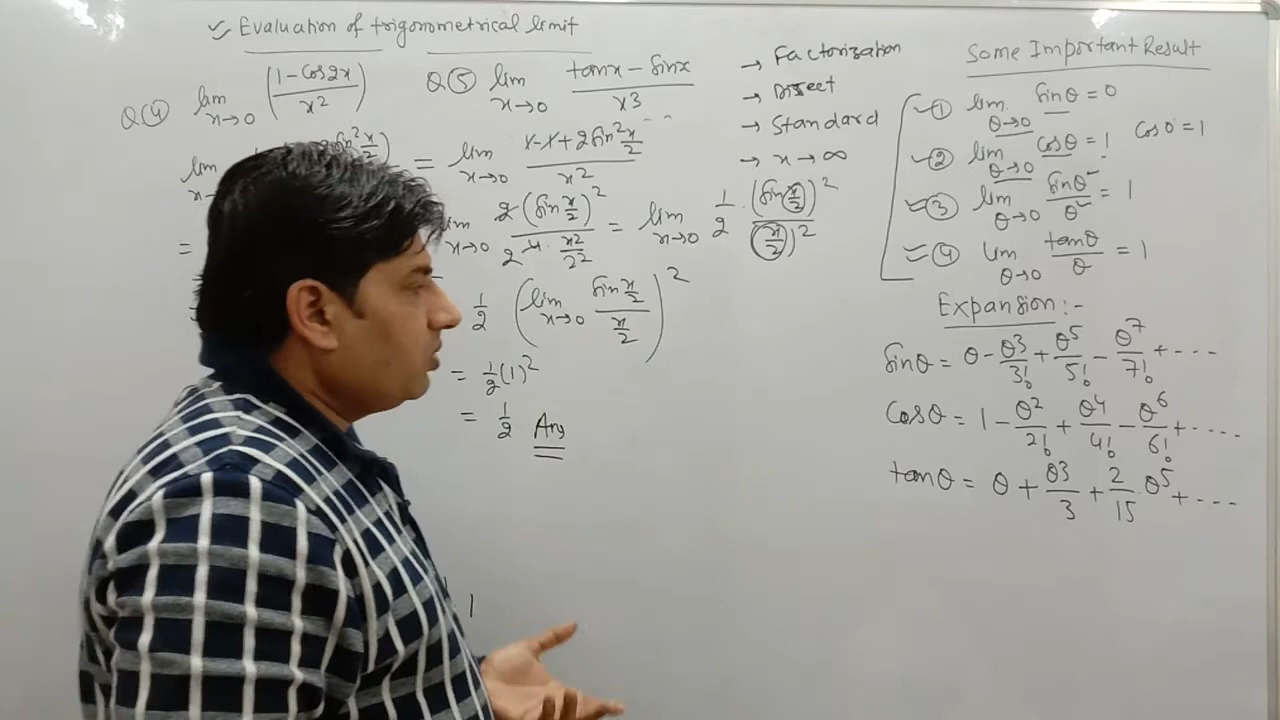 Evaluation of trigonometrical limit
Q(4) lim x→0 ((1-Cos2x)/x²)
Q(5) lim x→0 (tanx - Sinx)/x3
= lim x→0 (x-x+2Sin²x/2)/x²
lim x→0 2(Sin x/2)²/(2 4·x2/2²) = lim x→0 1/2·(Sin x/2)²/(x/2)²
1/2 (lim x→0 (Sin x/2)/(x/2))²
= 1/2(1)²
= 1/2 Ans
→ Factorization
→ Direct
→ Standard
→ x→∞
Some Important Result
(1) lim θ→0 Sinθ = 0
(2) lim θ→0 cosθ = 1 Cos0° = 1
(3) lim θ→0 Sinθ/θ = 1
(4) lim θ→0 tanθ/θ = 1
Expansion:-
Sinθ = θ - θ3/3! + θ5/5! - θ7/7! + ----
Cosθ = 1 - θ2/2! + θ4/4! - θ6/6! + ----
tanθ = θ + θ3/3 + 2/15·θ5 + ----